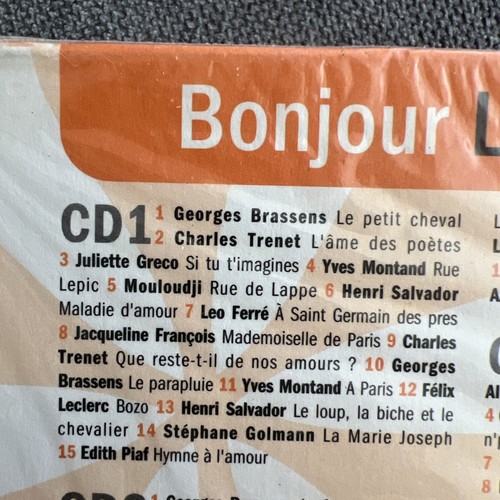 Bonjour L
CD1 1 Georges Brassens Le petit cheval
2 Charles Trenet L'âme des poètes
3 Juliette Greco Si tu t'imagines 4 Yves Montand Rue
Lepic 5 Mouloudji Rue de Lappe 6 Henri Salvador
Maladie d'amour 7 Leo Ferré À Saint Germain des pres
8 Jacqueline François Mademoiselle de Paris 9 Charles
Trenet Que reste-t-il de nos amours ? 10 Georges
Brassens Le parapluie 11 Yves Montand A Paris 12 Félix
Leclerc Bozo 13 Henri Salvador Le loup, la biche et le
chevalier 14 Stéphane Golmann La Marie Joseph
15 Edith Piaf Hymne à l'amour